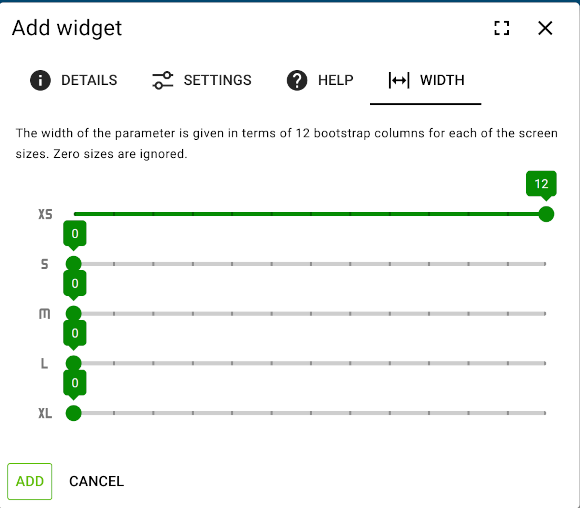 Add widget
DETAILS
SETTINGS
HELP
WIDTH
The width of the parameter is given in terms of 12 bootstrap columns for each of the screen
sizes. Zero sizes are ignored.
12
XS
0
S
0
M
0
L
0
XL
ADD
CANCEL